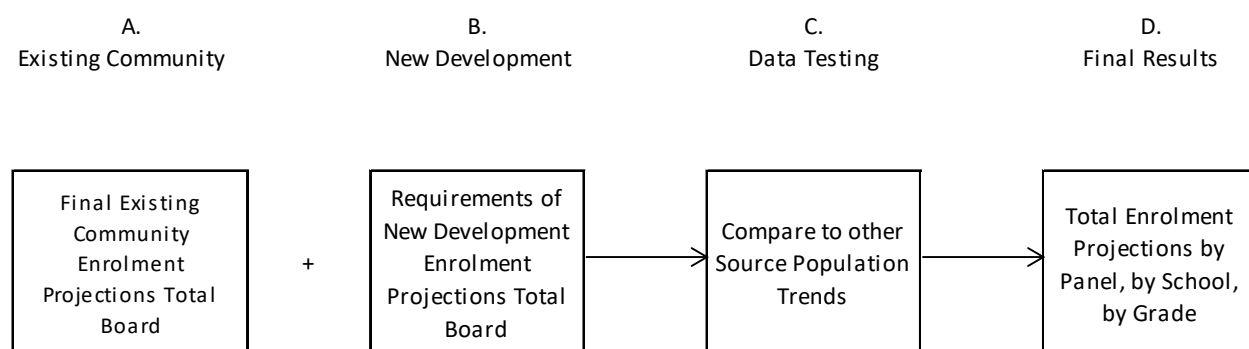 A.
Existing Community
B.
New Development
C.
Data Testing
D.
Final Results
Final Existing
Community
Enrolment
Projections Total
Board
+
Requirements of
New Development
Enrolment
Projections Total
Board
Compare to other
Source Population
Trends
Total Enrolment
Projections by
Panel, by School,
by Grade